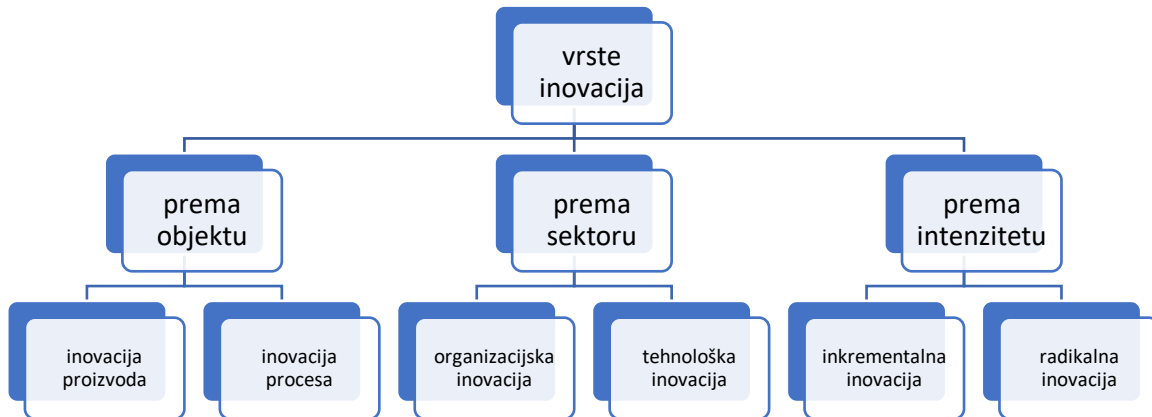 vrste
inovacija
prema
objektu
prema
sektoru
prema
intenzitetu
inovacija
proizvoda
inovacija
procesa
organizacijska
inovacija
tehnološka
inovacija
inkrementalna
inovacija
radikalna
inovacija